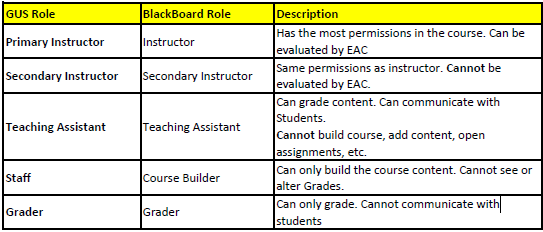 GUS Role BlackBoard Role Description
Primary Instructor Instructor Has the most permissions in the course. Can be
evaluated by EAC
Secondary Instructor Secondary Instructor Same permissions as instructor. Cannot be
evaluated by EAC.
Teaching Assistant Teaching Assistant Can grade content. Can communicate with
Students.
Cannot build course, add content, open
assignments, etc.
Staff Course Builder Can only build the course content. Cannot see or
alter Grades.
Grader Grader Can only grade. Cannot communicate with
students